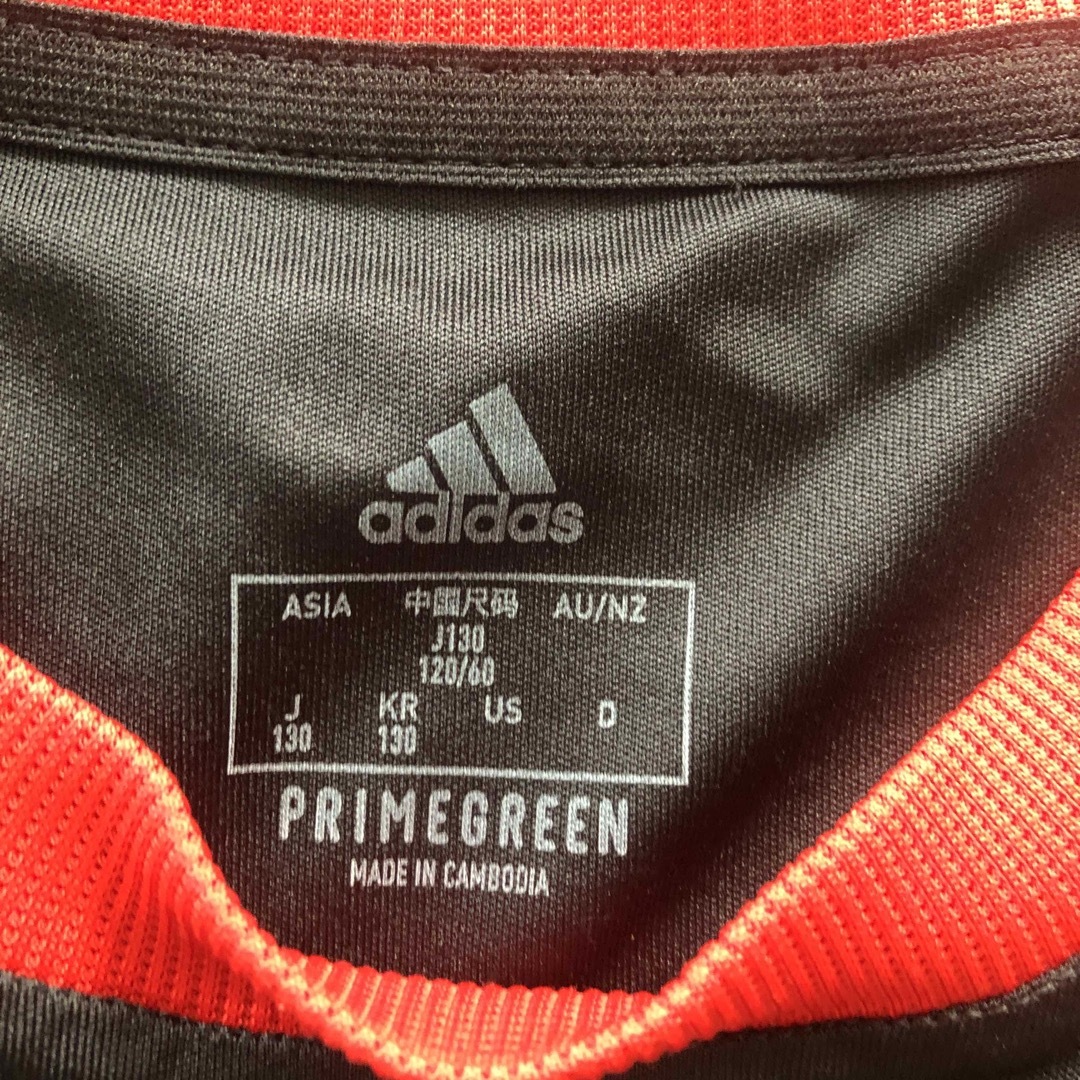 adidas
ASIA 中國尺码 AU/NZ
J130
120/60
J KR US D
130 130
PRIMEGREEN
MADE IN CAMBODIA